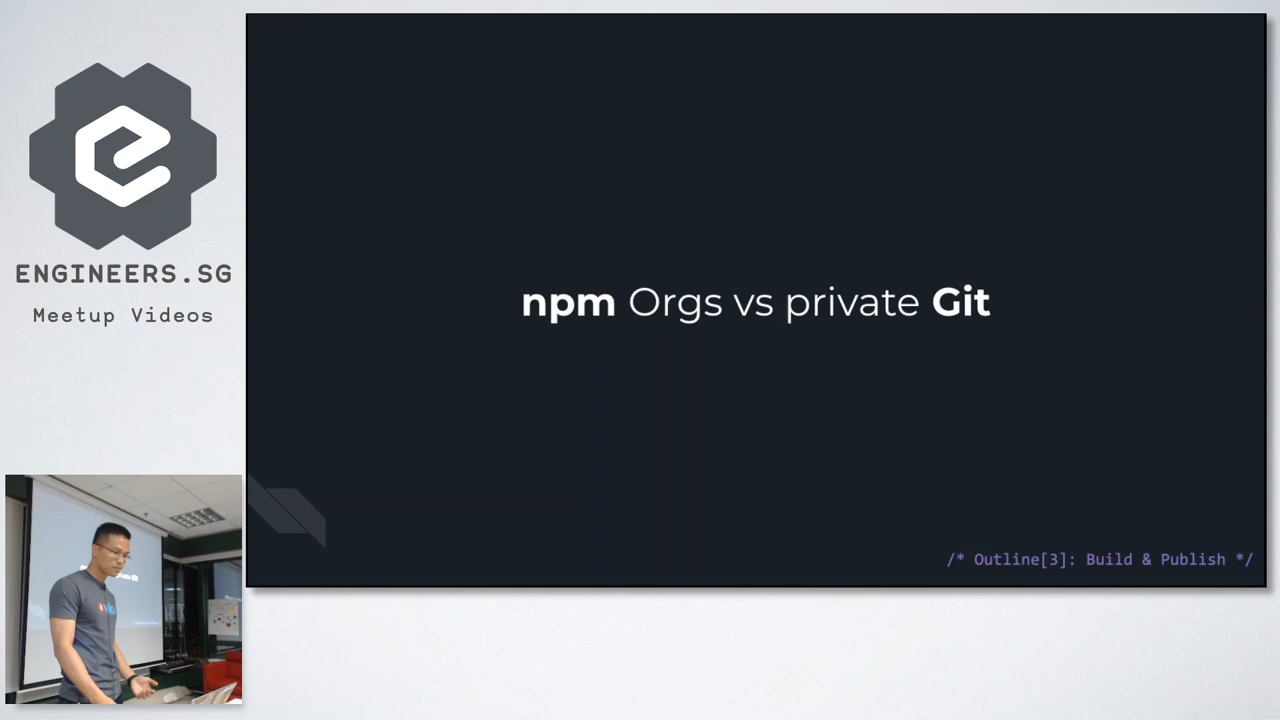 ENGINEERS.SG
Meetup Videos
npm Orgs vs private Git
/* Outline[3]: Build & Publish */